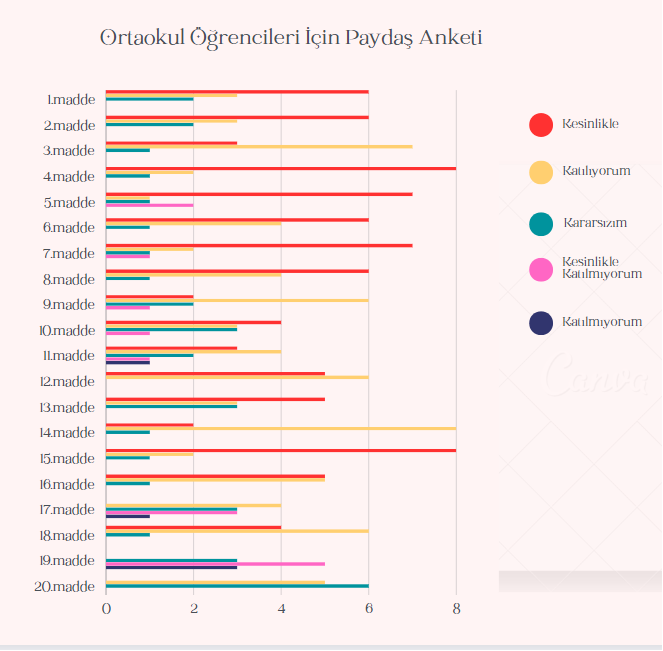 Ortaokul Öğrencileri İçin Paydaş Anketi
1.madde
2.madde
3.madde
4.madde
5.madde
6.madde
7.madde
8.madde
9.madde
10.madde
11.madde
12.madde
13.madde
14.madde
15.madde
16.madde
17.madde
18.madde
19.madde
20.madde
0 2 4 6 8
Kesinlikle
Katılıyorum
Kararsızım
Kesinlikle
Katılmıyorum
Katılmıyorum
Canva